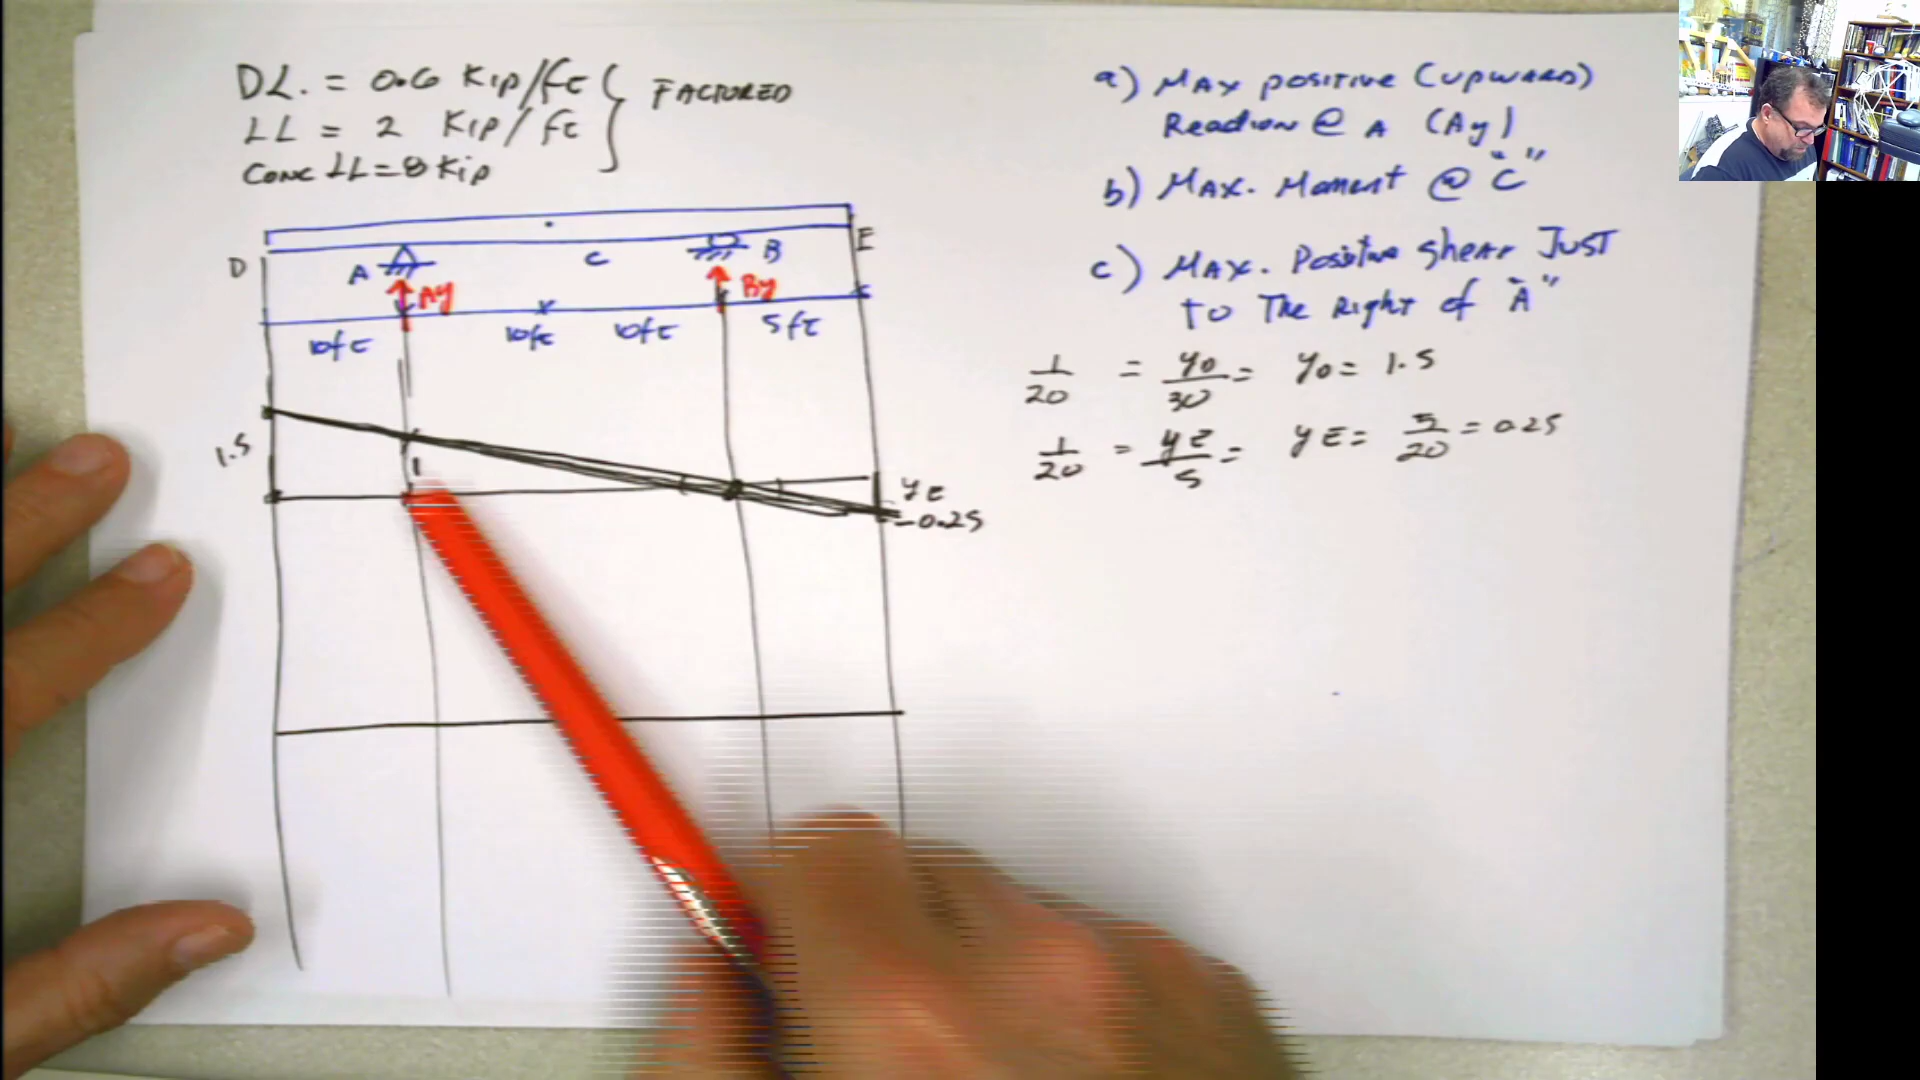 DL. = 0.6 Kip/ft
LL = 2 Kip/ft
CONC LL = 8 Kip
FACTORED
a) MAX positive (UPWARD)
Reaction @ A (Ay)
b) MAX. Moment @ "C"
c) MAX. Positive Shear JUST
to The Right of "A"
D
A
C
B
E
Ay
By
10ft
10ft
10ft
5ft
1/20 = yD/30 = yD = 1.5
1/20 = yE/5 = yE = 5/20 = 0.25
1.5
1
yE
-0.25